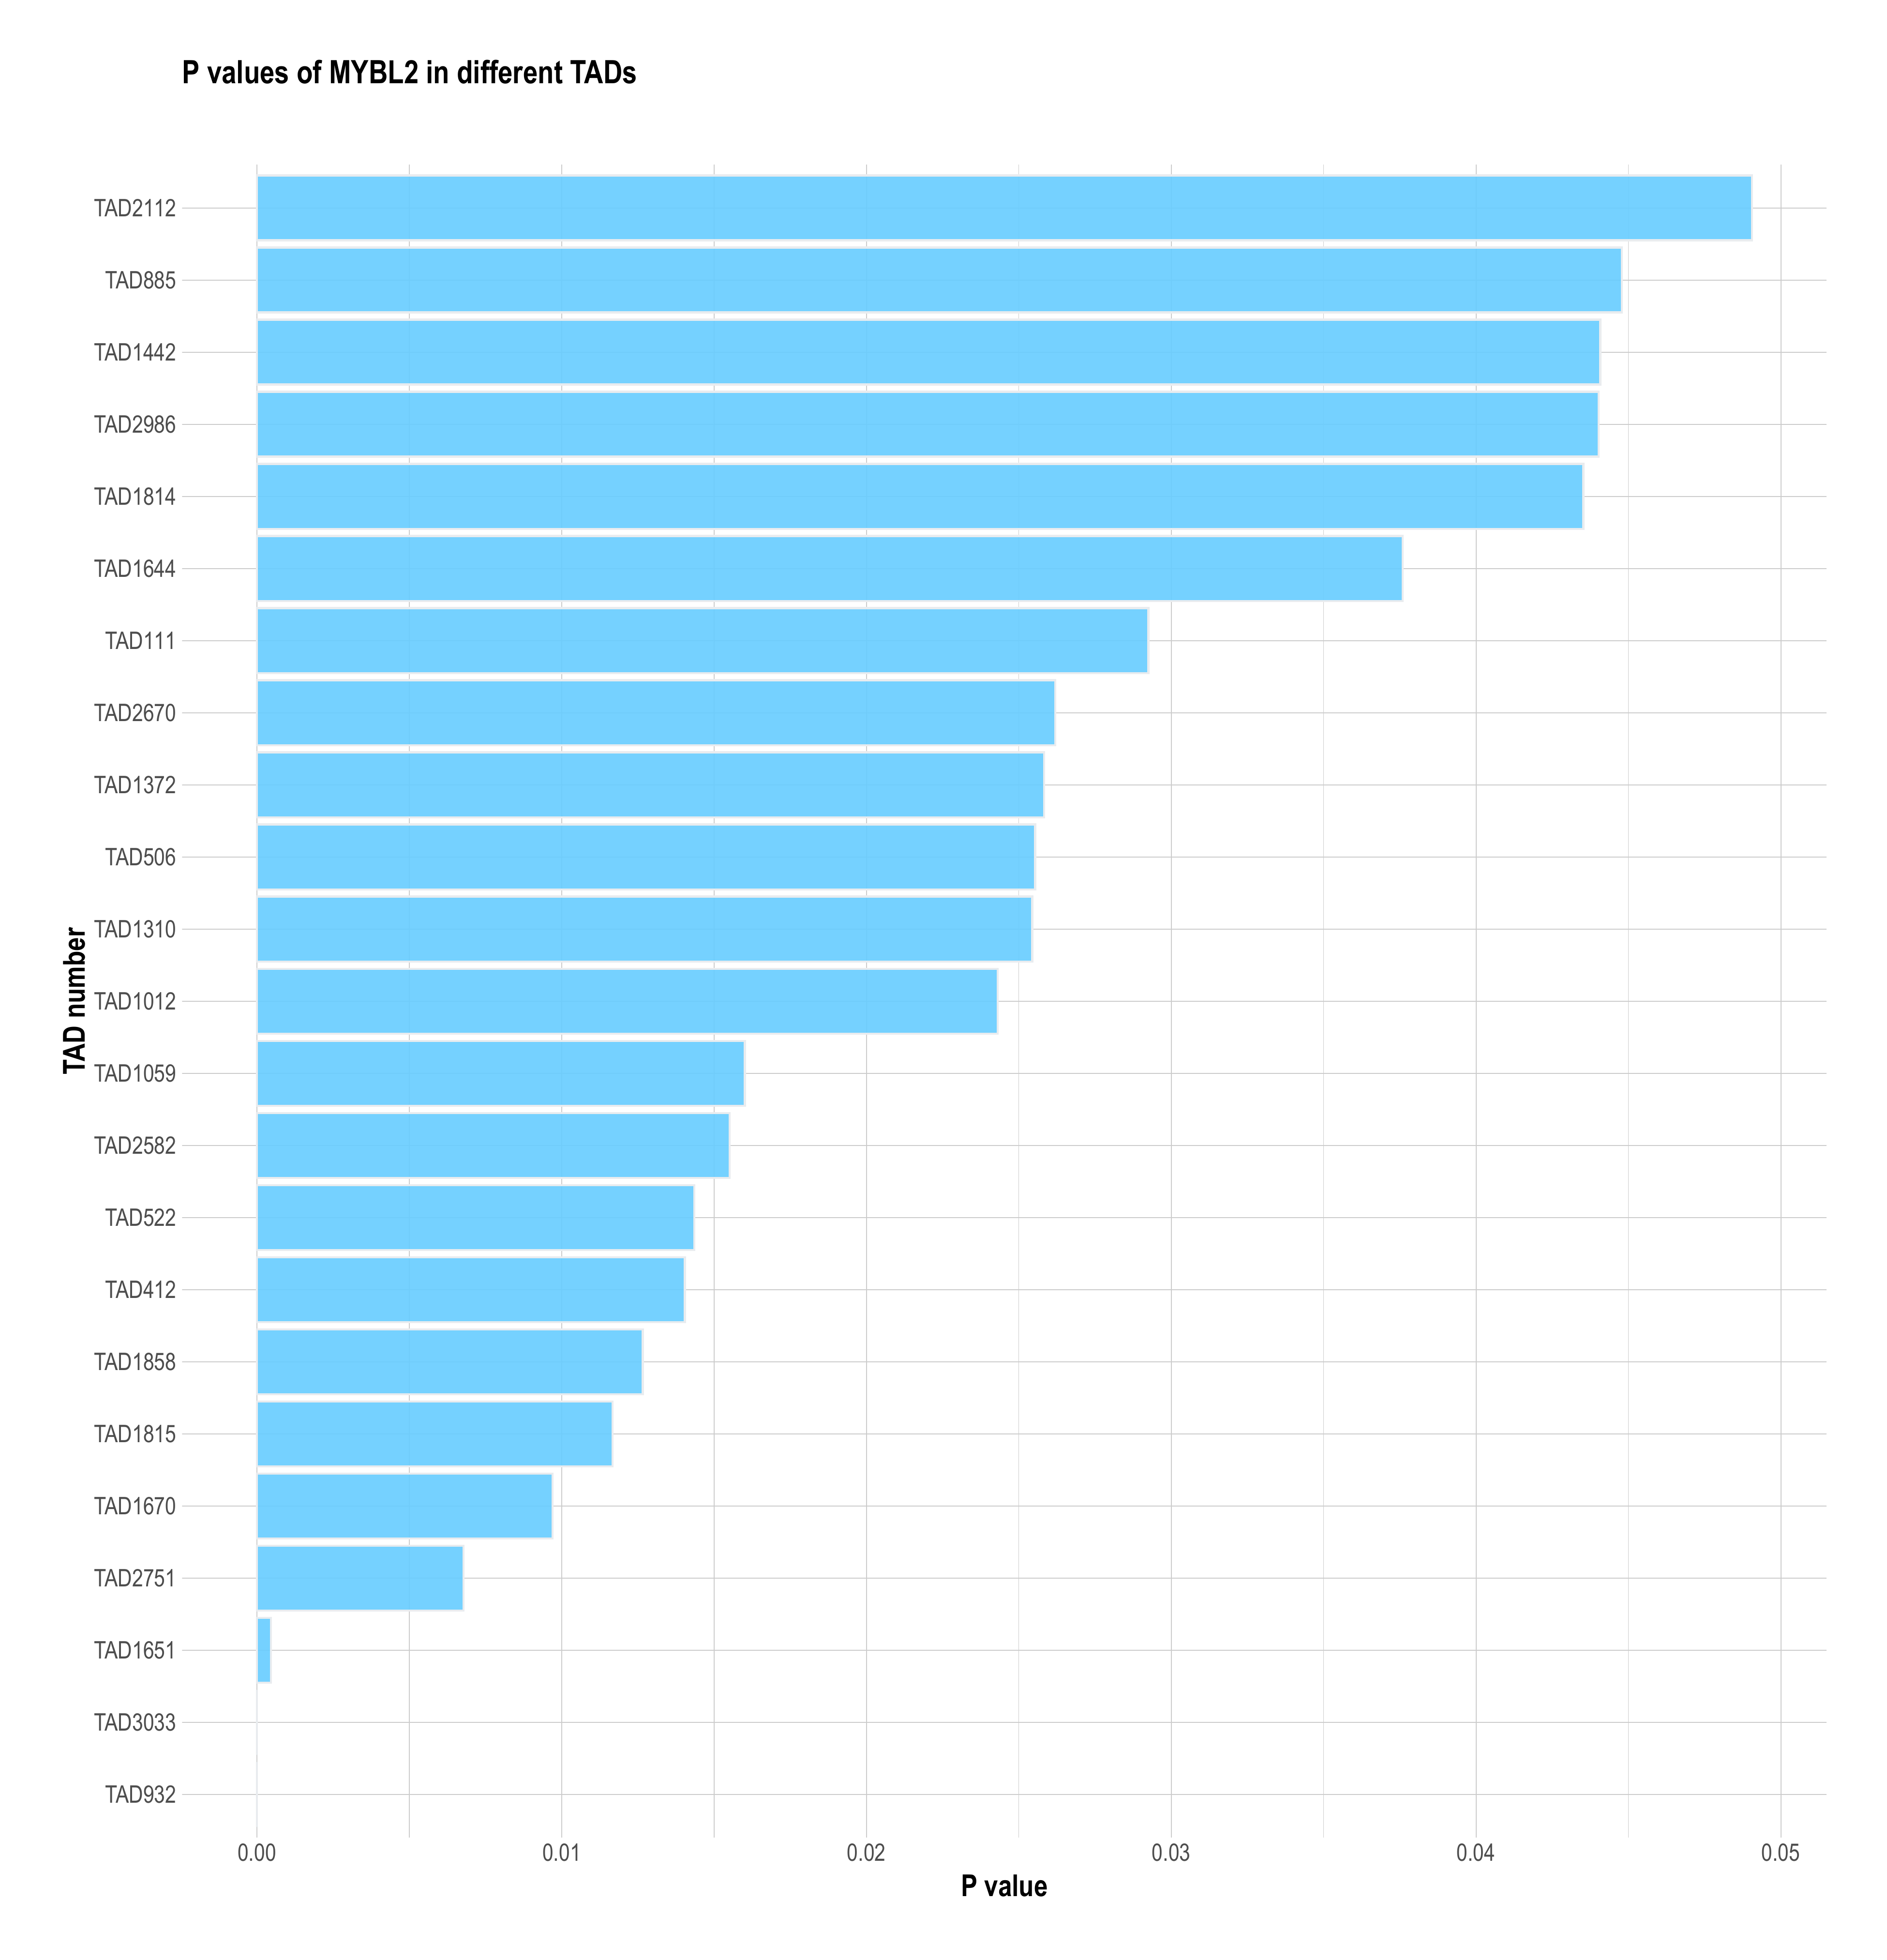 P values of MYBL2 in different TADs
TAD2112
TAD885
TAD1442
TAD2986
TAD1814
TAD1644
TAD111
TAD2670
TAD1372
TAD506
TAD1310
TAD1012
TAD1059
TAD2582
TAD522
TAD412
TAD1858
TAD1815
TAD1670
TAD2751
TAD1651
TAD3033
TAD932
TAD number
0.00 0.01 0.02 0.03 0.04 0.05
P value